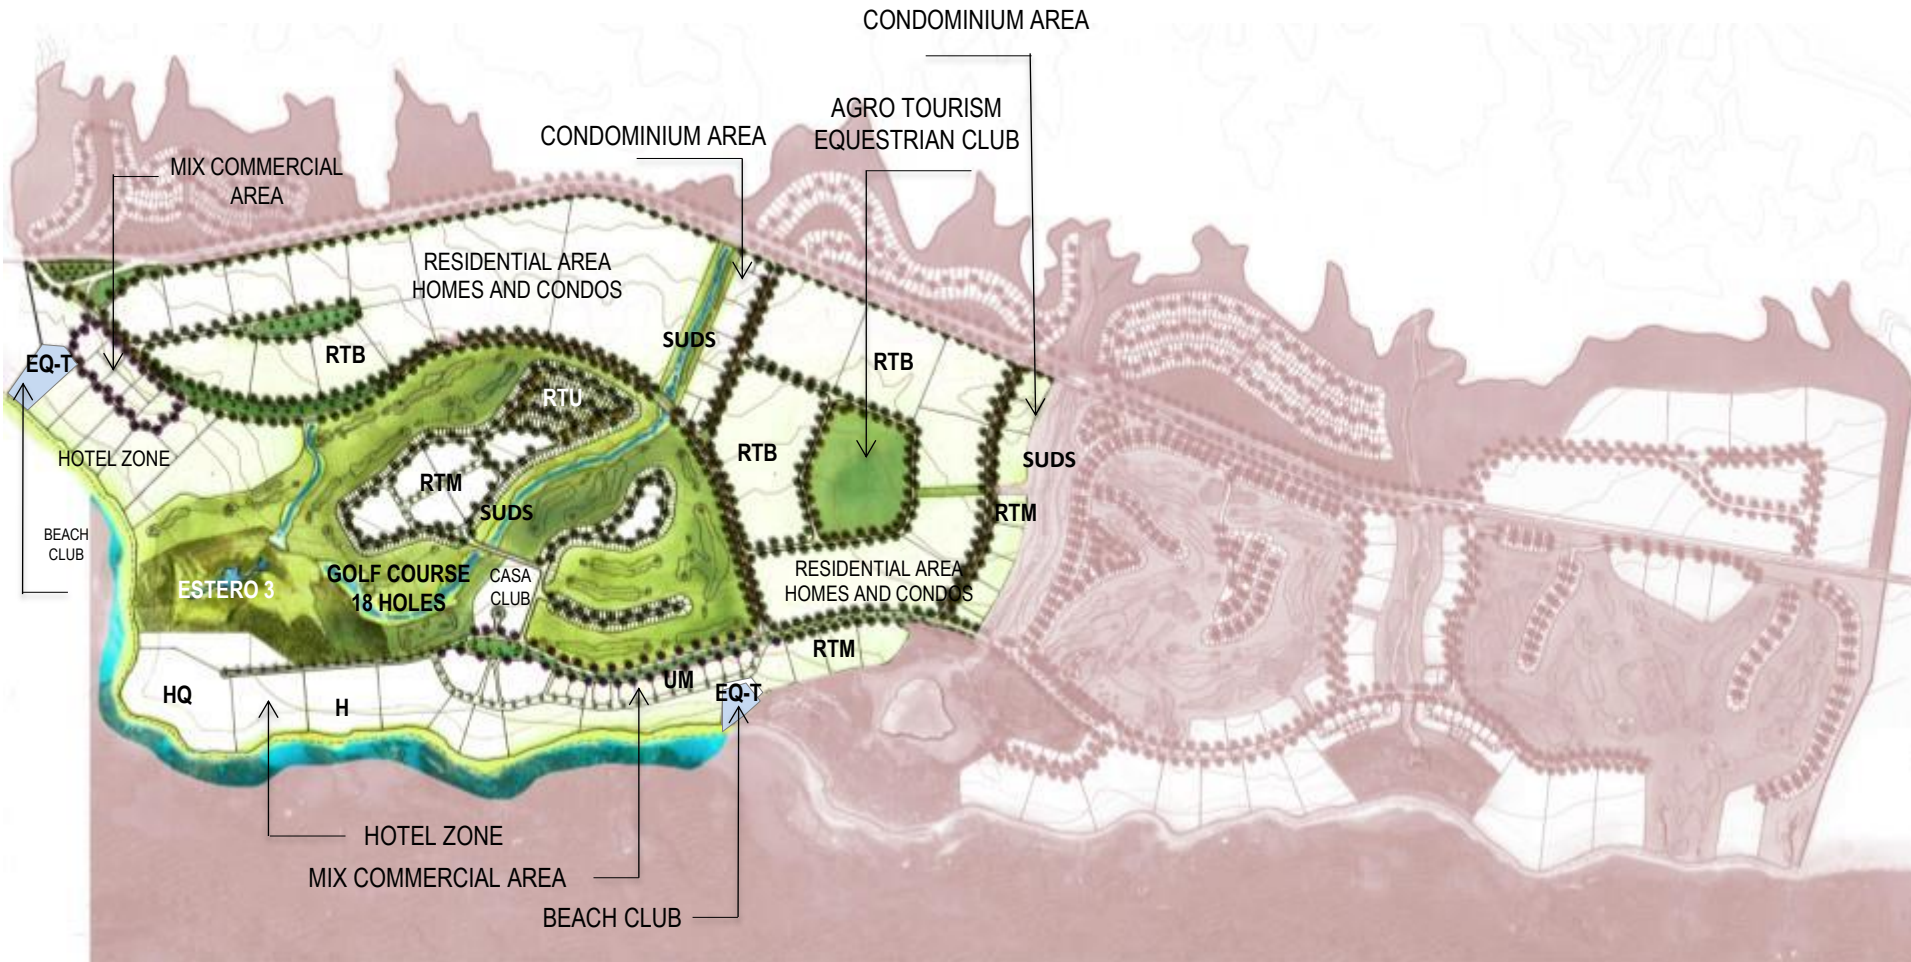 CONDOMINIUM AREA
AGRO TOURISM
EQUESTRIAN CLUB
CONDOMINIUM AREA
MIX COMMERCIAL
AREA
RESIDENTIAL AREA
HOMES AND CONDOS
SUDS
RTB
RTB
EQ-T
RTU
HOTEL ZONE
RTB
SUDS
RTM
SUDS
RTM
BEACH
CLUB
ESTERO 3
GOLF COURSE
18 HOLES
CASA
CLUB
RESIDENTIAL AREA
HOMES AND CONDOS
RTM
UM
EQ-T
HQ
H
HOTEL ZONE
MIX COMMERCIAL AREA
BEACH CLUB